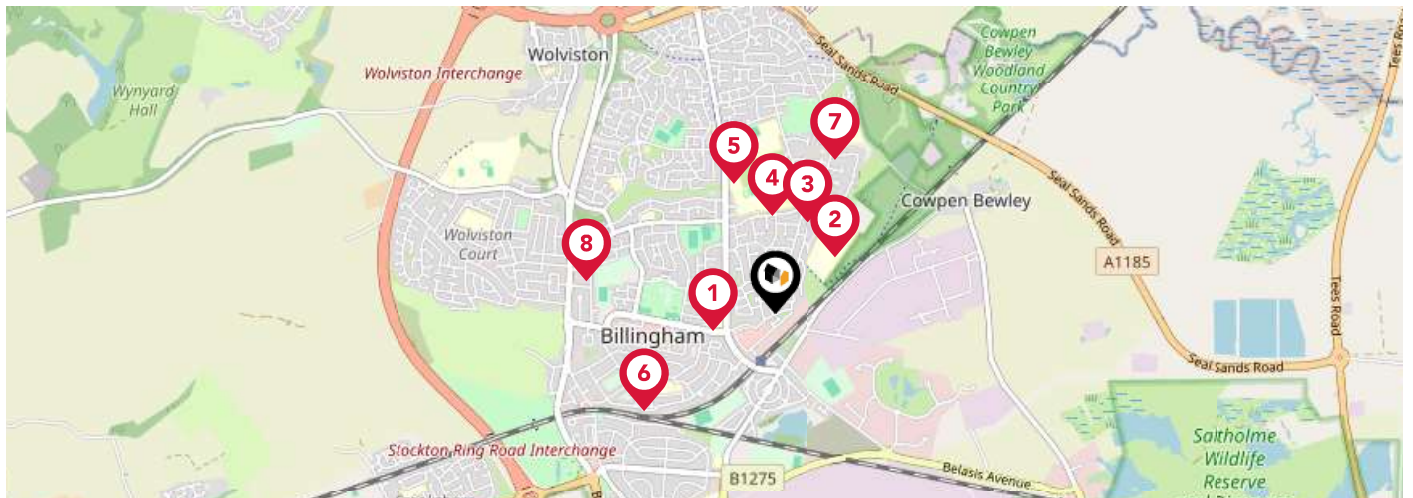 Wolviston
Wolviston Interchange
Wynyard
Hall
Seal Sands Road
Cowpen
Bewley
Woodland
Country
Park
Tees Road
7
5
4
3
2
Cowpen Bewley
Seal Sands Road
Wolviston
Court
8
A1185
1
Billingham
Tees Road
Seal Sands Road
6
Stockton Ring Road Interchange
B1275
Belasis Avenue
Saltholme
Wildlife
Reserve